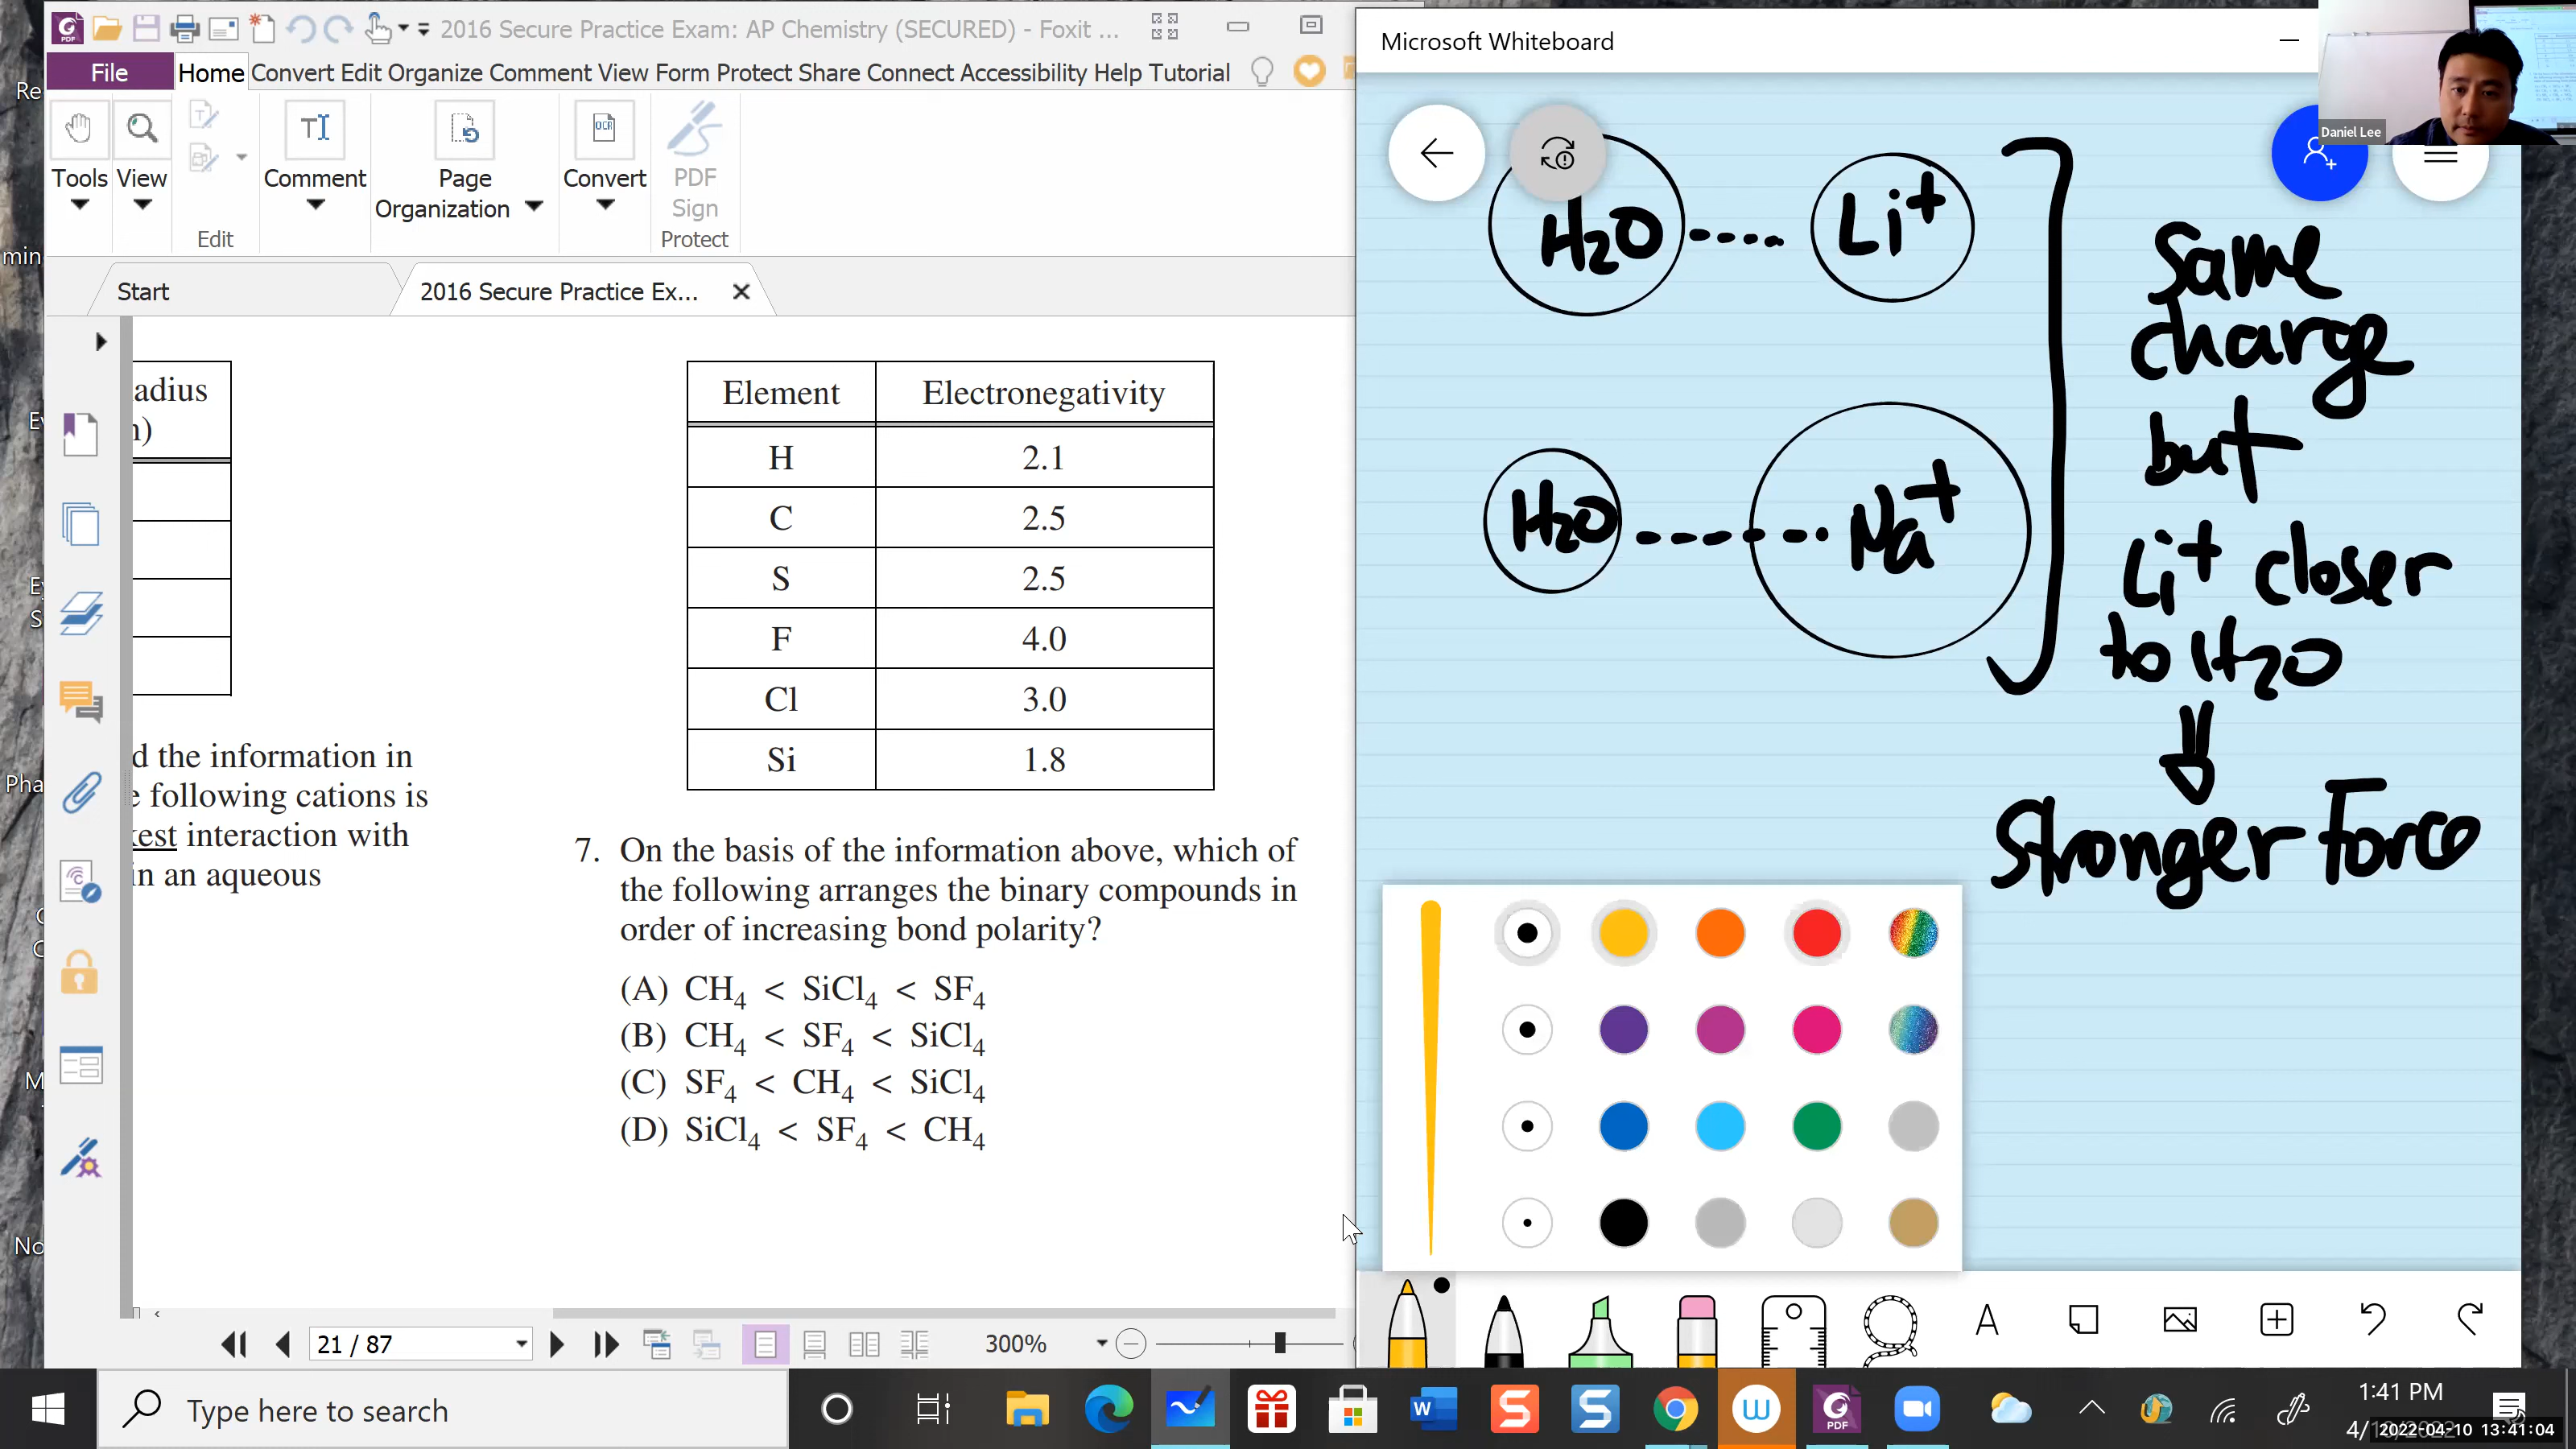 2016 Secure Practice Exam: AP Chemistry (SECURED) - Foxit ...
File Home Convert Edit Organize Comment View Form Protect Share Connect Accessibility Help Tutorial
Tools
View
Edit
Comment
Page
Organization
Convert
PDF
Sign
Protect
Start
2016 Secure Practice Ex...
adius
Element Electronegativity
H 2.1
C 2.5
S 2.5
F 4.0
Cl 3.0
Si 1.8
d the information in
e following cations is
kest interaction with
in an aqueous
7. On the basis of the information above, which of
the following arranges the binary compounds in
order of increasing bond polarity?
(A) CH4 < SiCl4 < SF4
(B) CH4 < SF4 < SiCl4
(C) SF4 < CH4 < SiCl4
(D) SiCl4 < SF4 < CH4
21 / 87
300%
Microsoft Whiteboard
Daniel Lee
H2O .... Li+
H2O ...... Na+
Same
charge
but
Li+ closer
to H2O
Stronger Force
Type here to search
1:41 PM
2022-04-10 13:41:04